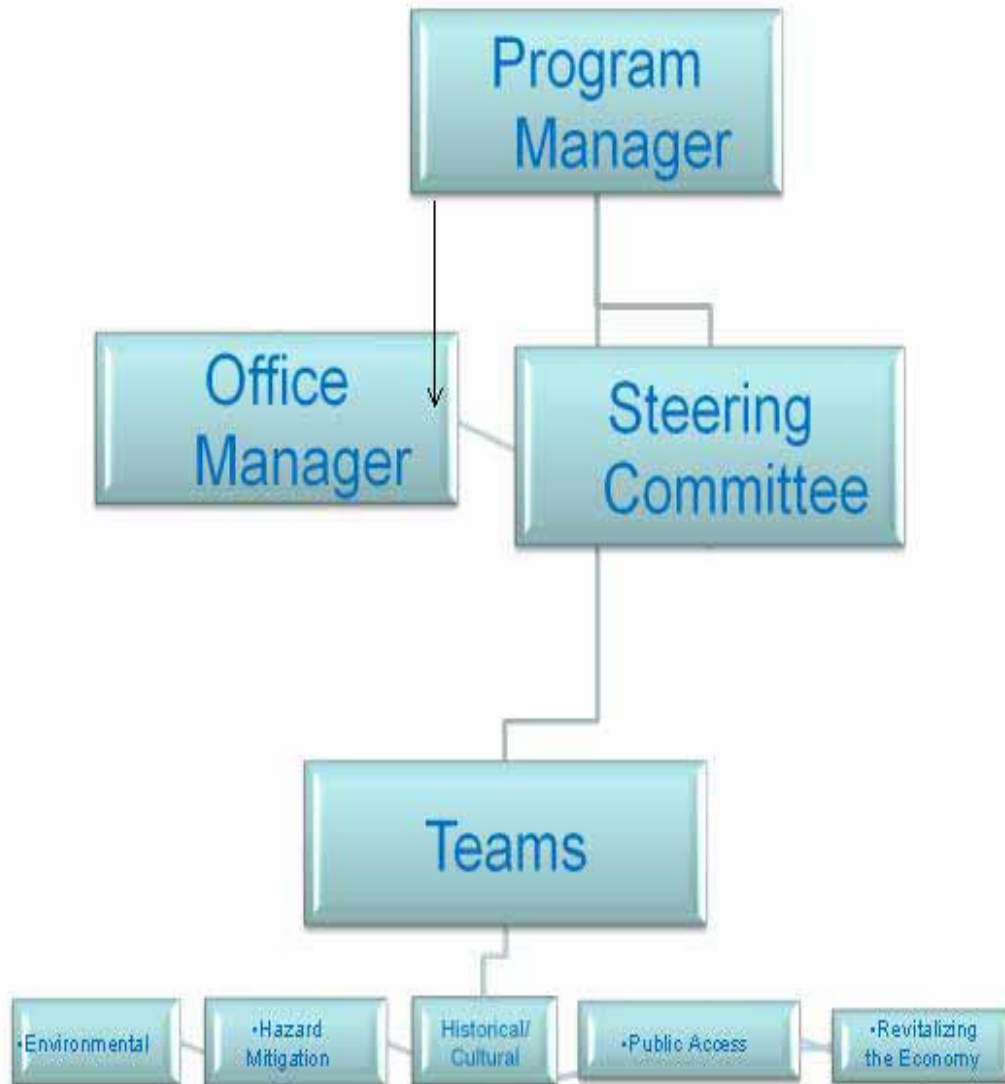 Program
Manager
Office
Manager
Steering
Committee
Teams
•Environmental
•Hazard
Mitigation
Historical/
Cultural
•Public Access
•Revitalizing
the Economy